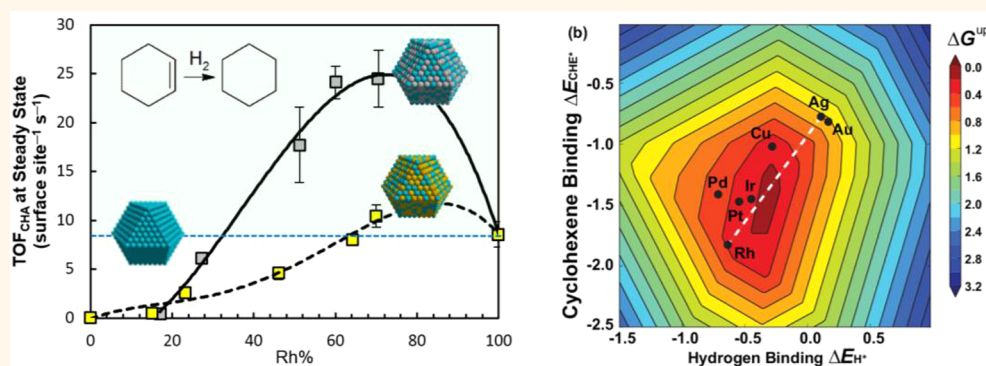 TOF_CHA at Steady State
(surface site⁻¹ s⁻¹)
30
25
20
15
10
5
0
H₂
0
20
40
60
80
100
Rh%
(b)
Cyclohexene Binding ΔE_CHE*
-0.5
-1.0
-1.5
-2.0
-2.5
Ag
Au
Cu
Pd
Ir
Pt
Rh
-1.5
-1.0
-0.5
0.0
0.5
Hydrogen Binding ΔE_H*
ΔG^up
0.0
0.4
0.8
1.2
1.6
2.0
2.4
2.8
3.2